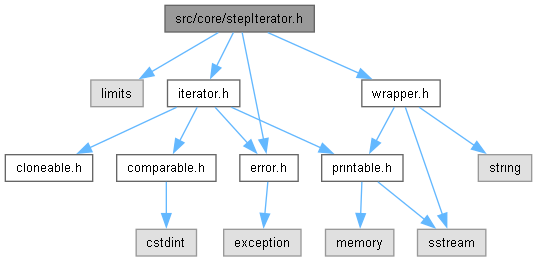 src/core/stepIterator.h
limits
iterator.h
wrapper.h
cloneable.h
comparable.h
error.h
printable.h
string
cstdint
exception
memory
sstream